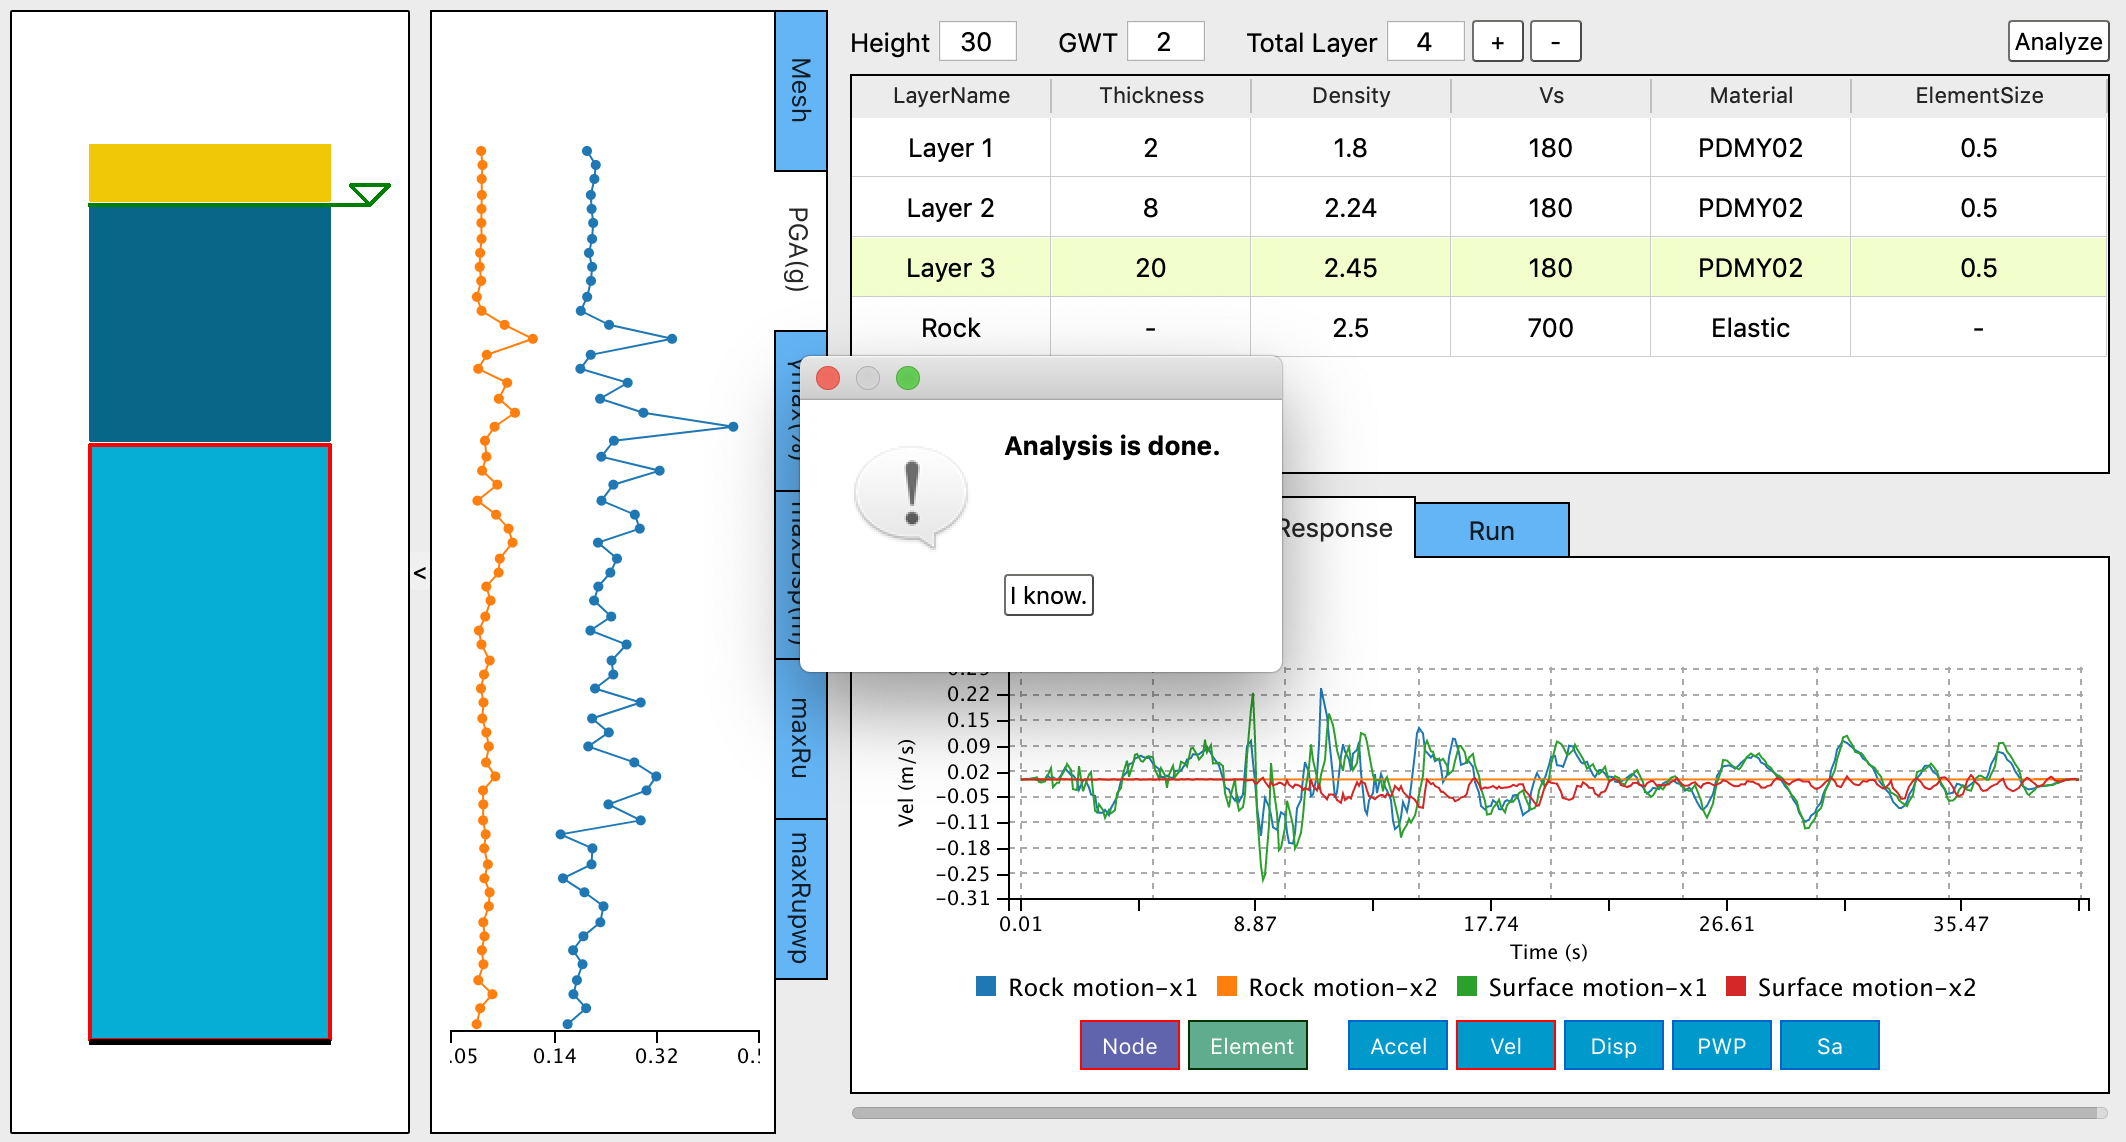 Height 30 GWT 2 Total Layer 4 + - Analyze
LayerName Thickness Density Vs Material ElementSize
Layer 1 2 1.8 180 PDMY02 0.5
Layer 2 8 2.24 180 PDMY02 0.5
Layer 3 20 2.45 180 PDMY02 0.5
Rock - 2.5 700 Elastic -
Mesh
PGA(g)
maxRu
maxRupwp
<
.05 0.14 0.32
Analysis is done.
I know.
Response Run
Vel (m/s)
0.22
0.15
0.09
0.02
−0.05
−0.11
−0.18
−0.25
−0.31
0.01 8.87 17.74 26.61 35.47
Time (s)
Rock motion−x1 Rock motion−x2 Surface motion−x1 Surface motion−x2
Node Element Accel Vel Disp PWP Sa